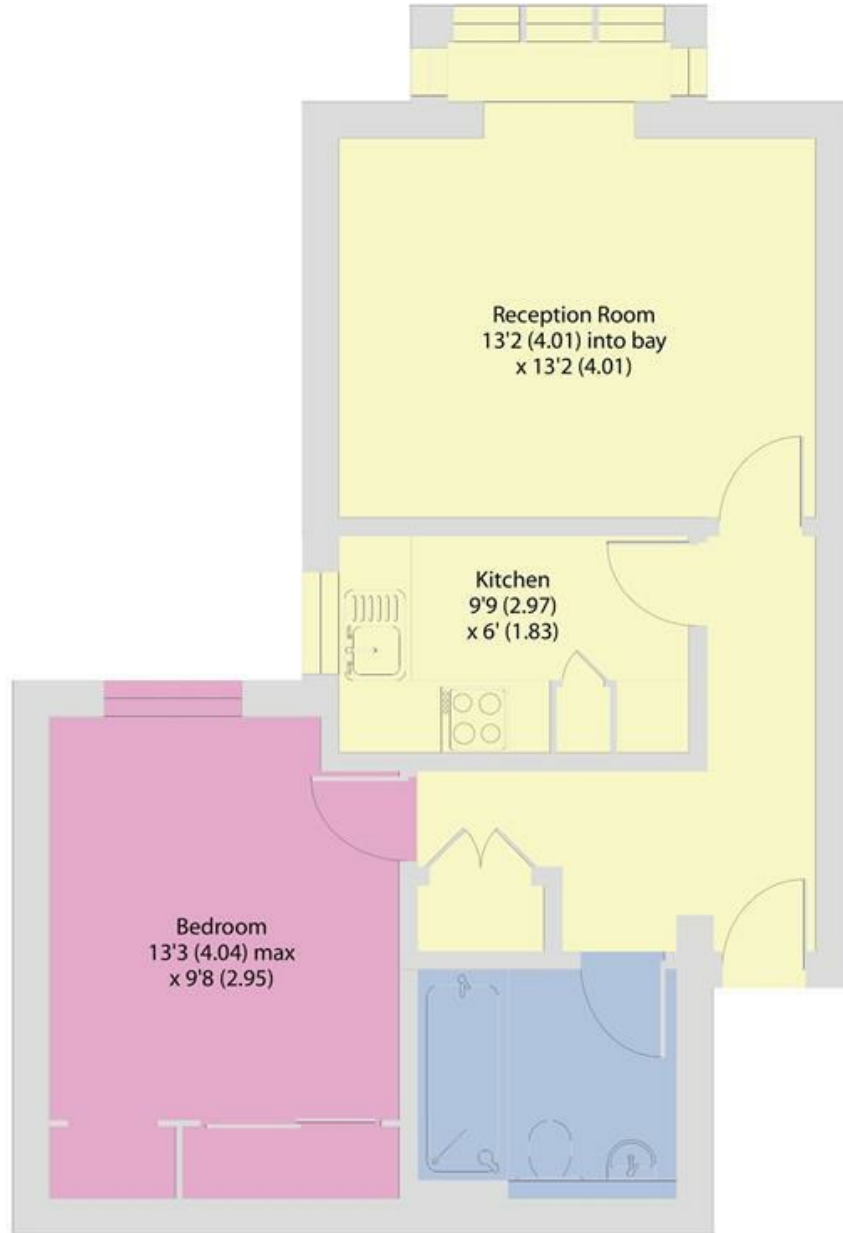 Reception Room
13'2 (4.01) into bay
x 13'2 (4.01)
Kitchen
9'9 (2.97)
x 6' (1.83)
Bedroom
13'3 (4.04) max
x 9'8 (2.95)